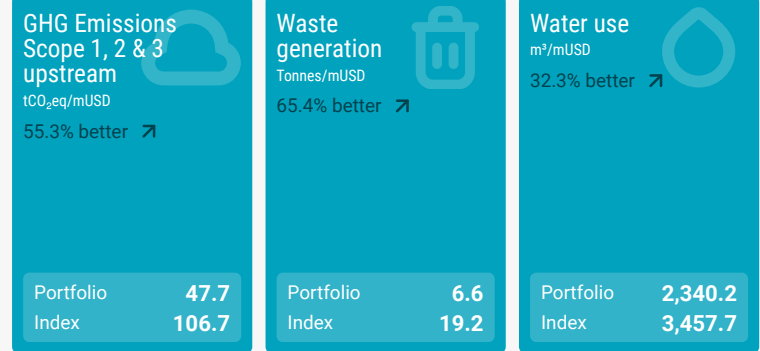 GHG Emissions
Scope 1, 2 & 3
upstream
tCO₂eq/mUSD
55.3% better
Portfolio 47.7
Index 106.7
Waste
generation
Tonnes/mUSD
65.4% better
Portfolio 6.6
Index 19.2
Water use
m³/mUSD
32.3% better
Portfolio 2,340.2
Index 3,457.7